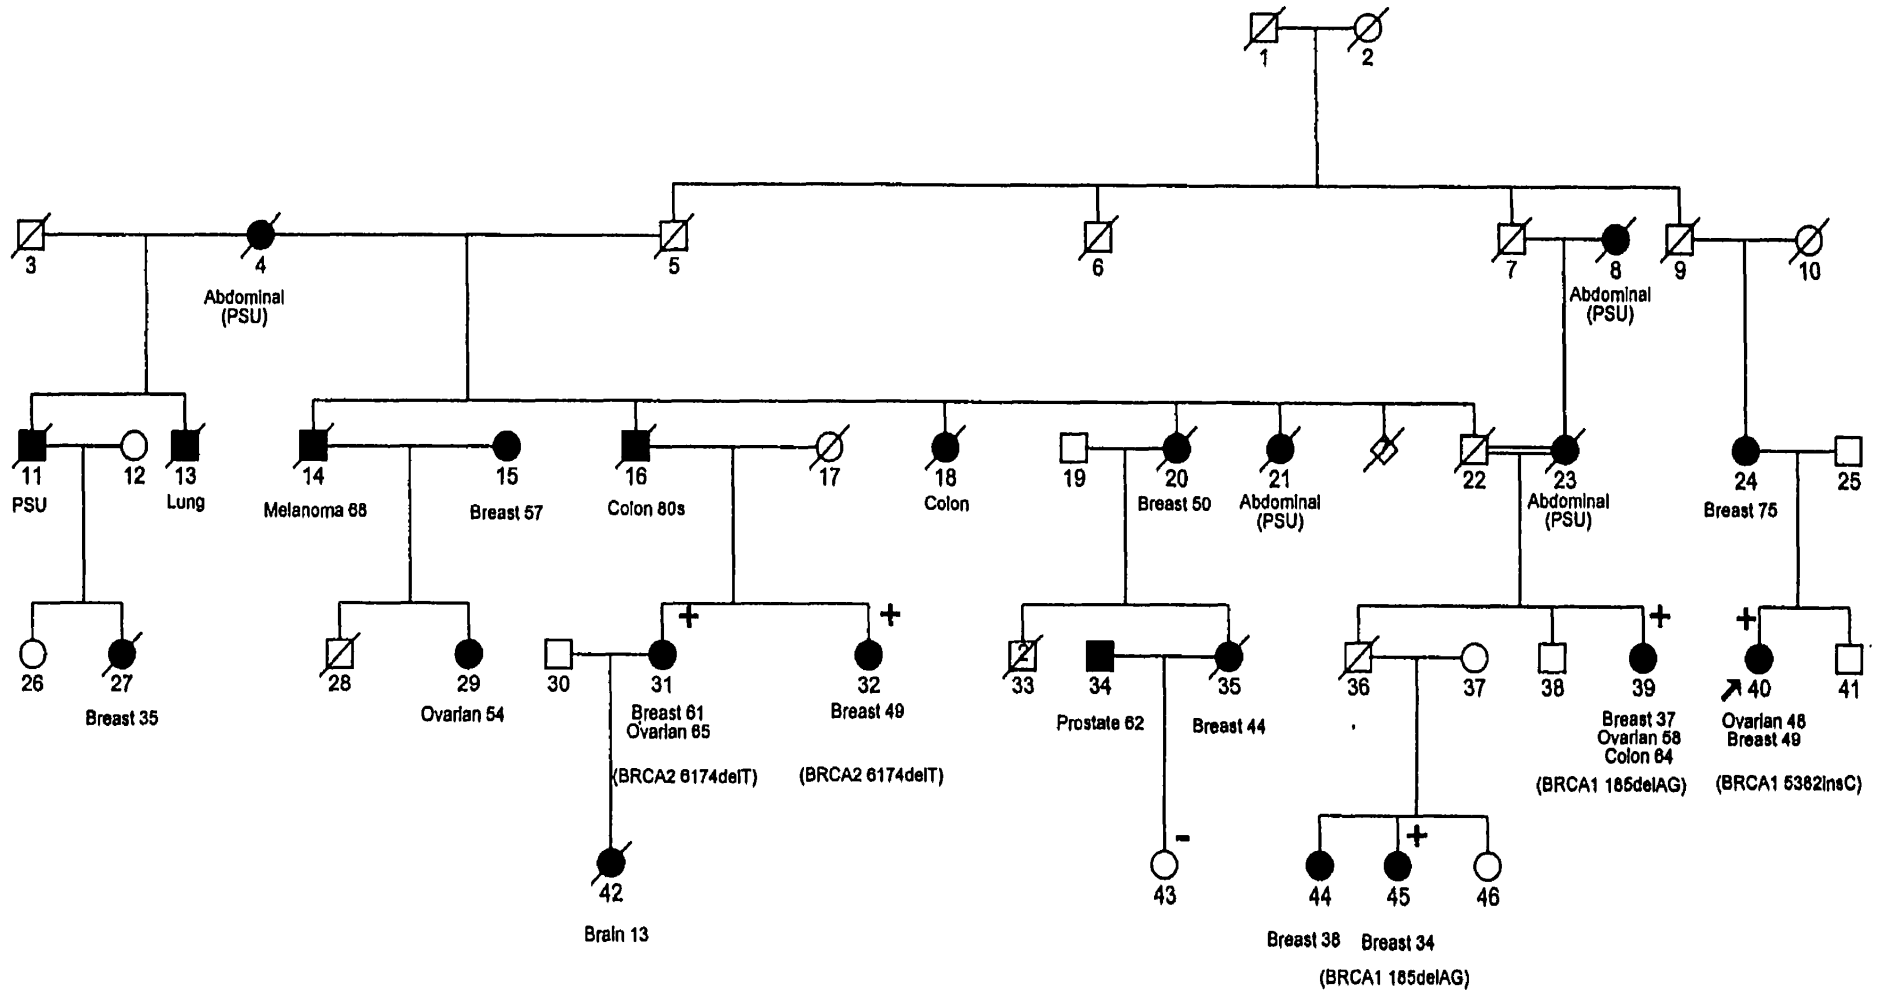 1 2
3 4 5 6 7 8 9 10
Abdominal
(PSU)
Abdominal
(PSU)
11 12 13 14 15 16 17 18 19 20 21 22 23 24 25
PSU
Lung
Melanoma 68
Breast 57
Colon 80s
Colon
Breast 50
Abdominal
(PSU)
Abdominal
(PSU)
Breast 75
+ + + +
2
26 27 28 29 30 31 32 33 34 35 36 37 38 39 40 41
Breast 35
Ovarian 54
Breast 61
Ovarian 65
(BRCA2 6174delT)
Breast 49
(BRCA2 6174delT)
Prostate 62
Breast 44
Breast 37
Ovarian 58
Colon 64
(BRCA1 185delAG)
Ovarian 48
Breast 49
(BRCA1 5382insC)
- +
42 43 44 45 46
Brain 13
Breast 38
Breast 34
(BRCA1 185delAG)